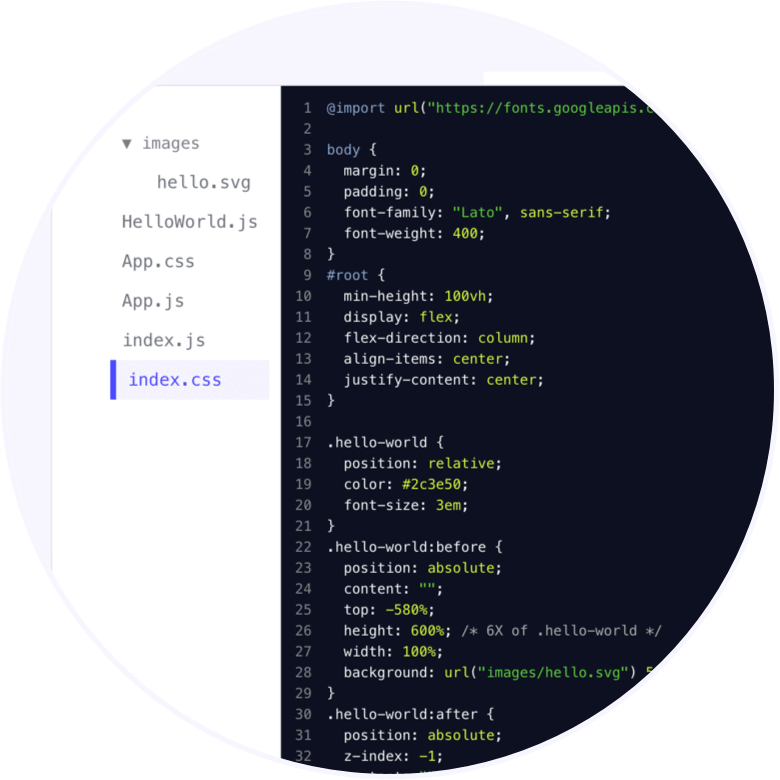 ▼ images
hello.svg
HelloWorld.js
App.css
App.js
index.js
index.css
1 @import url("https://fonts.googleapis.
2
3 body {
4 margin: 0;
5 padding: 0;
6 font-family: "Lato", sans-serif;
7 font-weight: 400;
8 }
9 #root {
10 min-height: 100vh;
11 display: flex;
12 flex-direction: column;
13 align-items: center;
14 justify-content: center;
15 }
16
17 .hello-world {
18 position: relative;
19 color: #2c3e50;
20 font-size: 3em;
21 }
22 .hello-world:before {
23 position: absolute;
24 content: "";
25 top: -580%;
26 height: 600%; /* 6X of .hello-world */
27 width: 100%;
28 background: url("images/hello.svg")
29 }
30 .hello-world:after {
31 position: absolute;
32 z-index: -1;